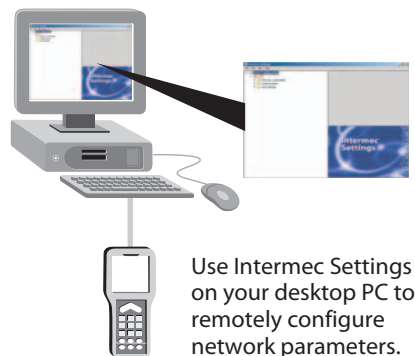 Intermec
Settings
Intermec
Settings
Use Intermec Settings
on your desktop PC to
remotely configure
network parameters.